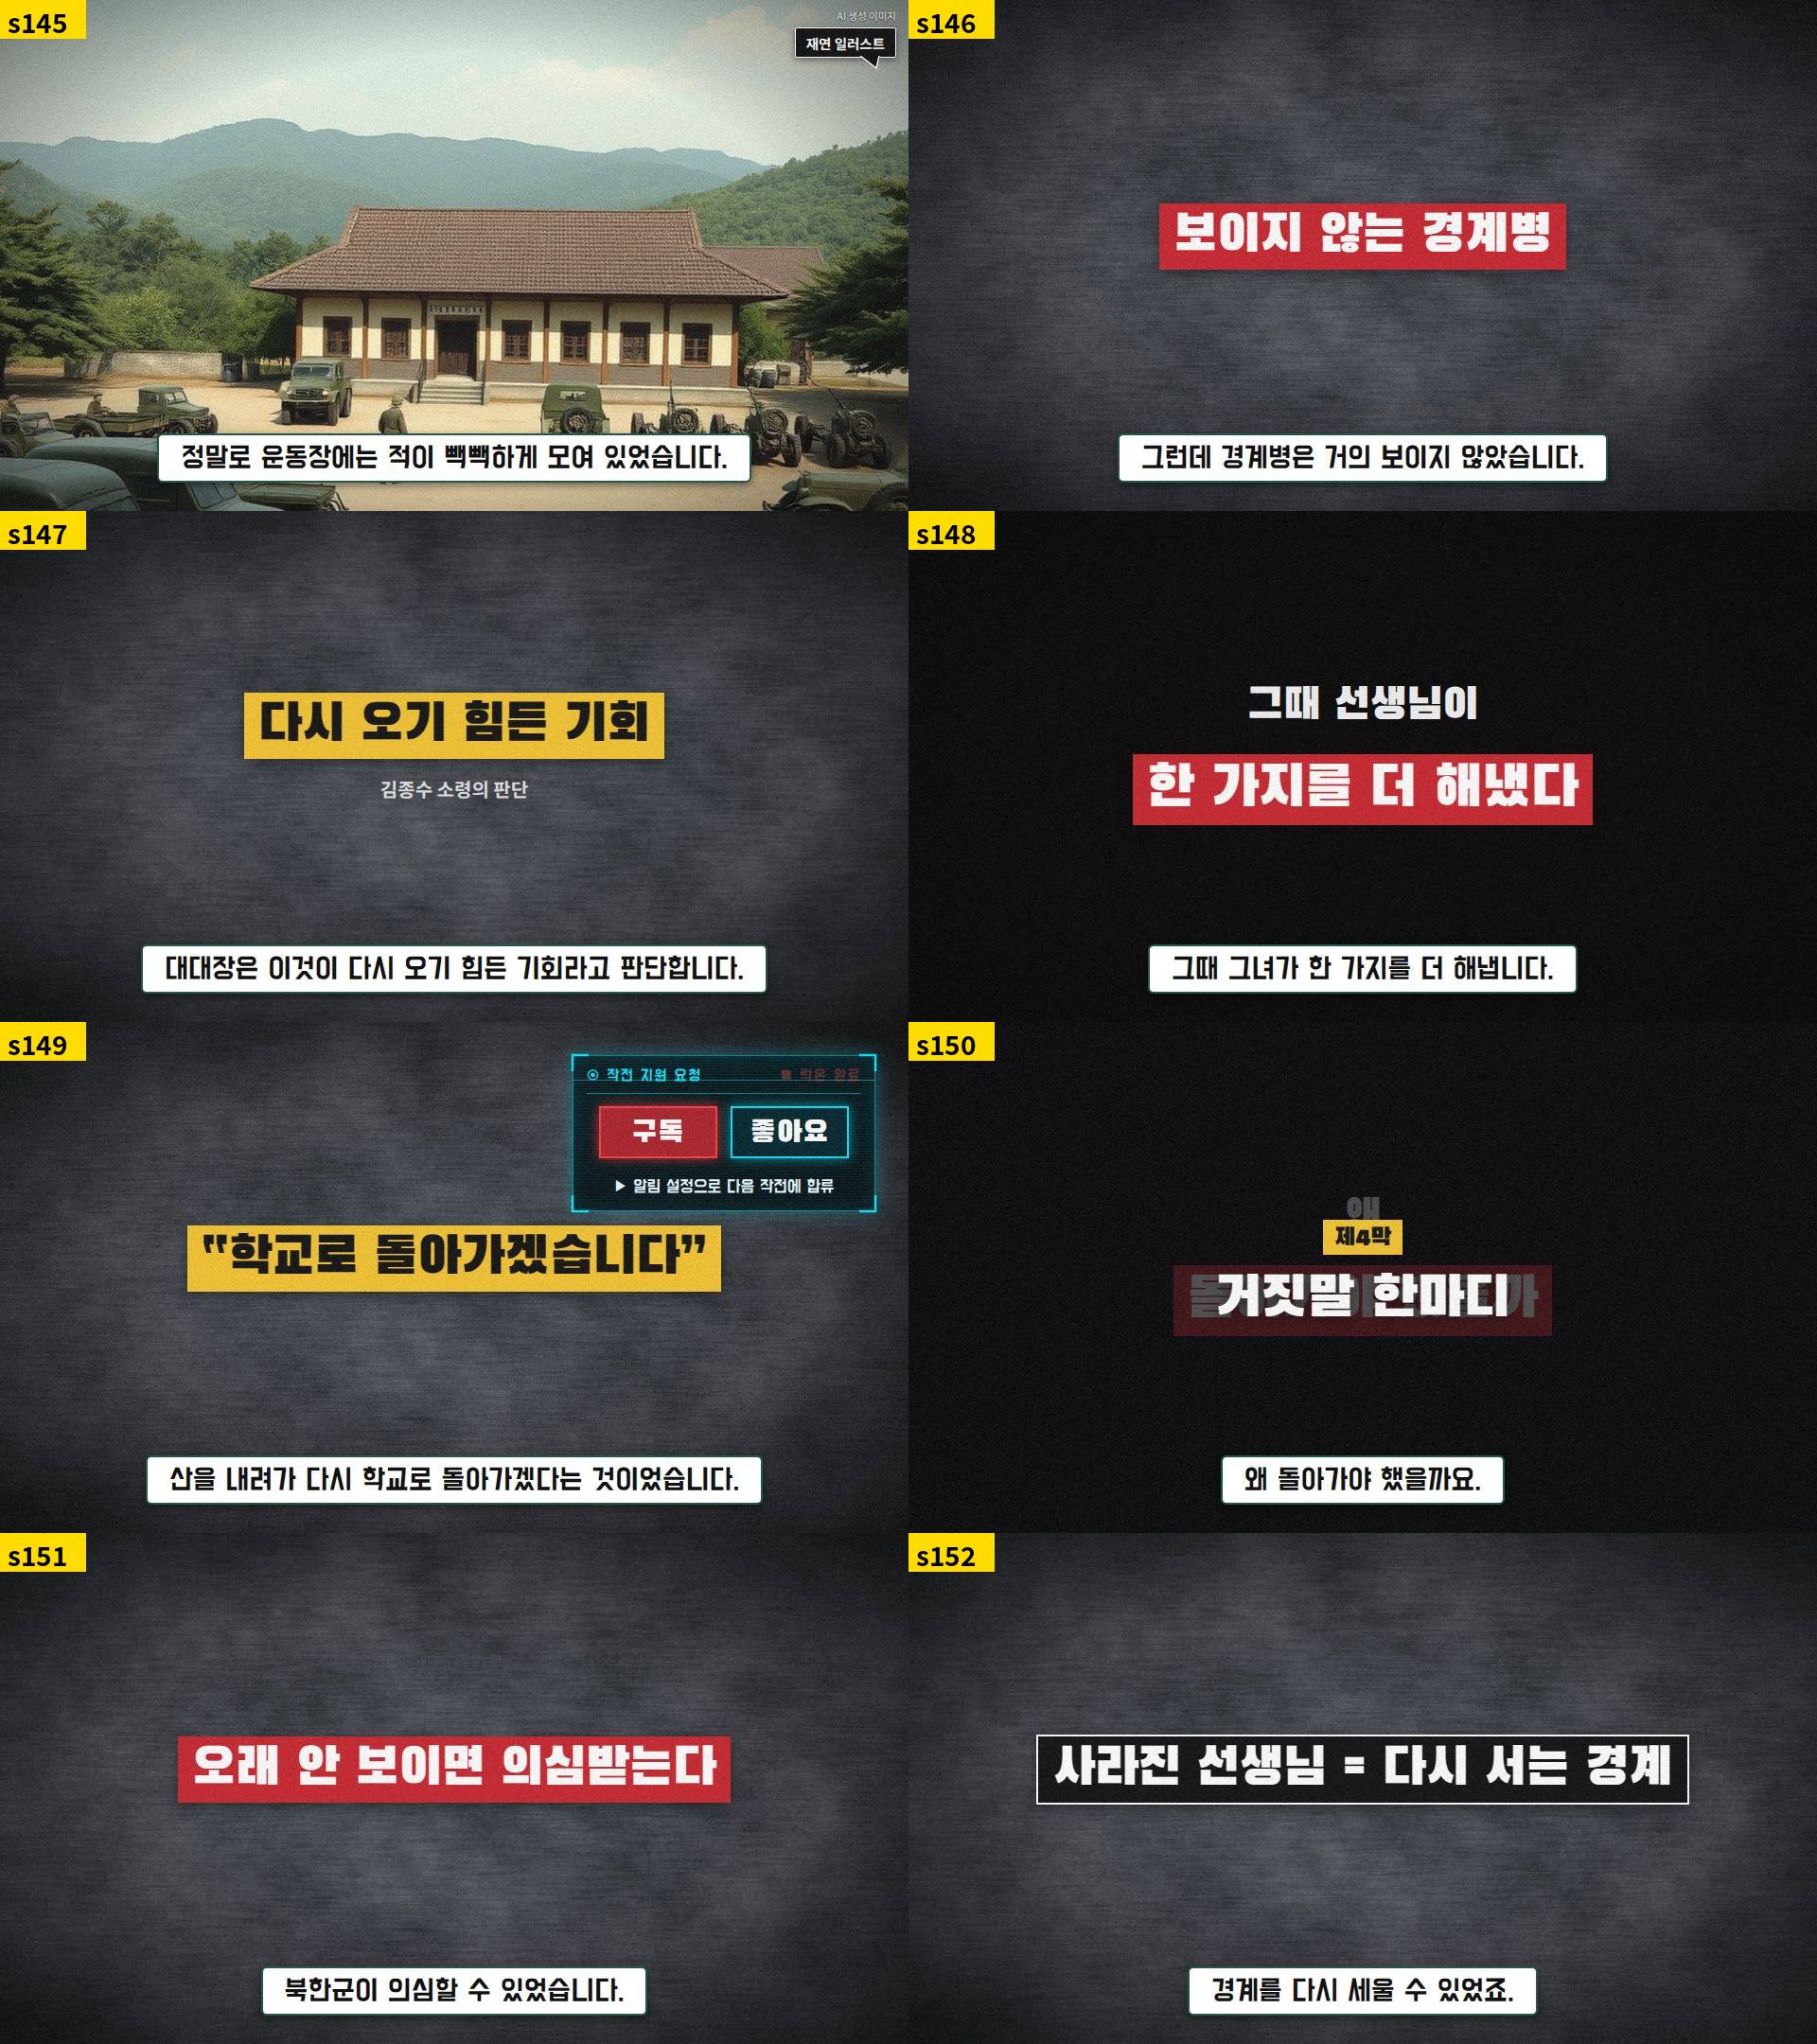 s145
AI 생성 이미지
재연 일러스트
정말로 운동장에는 적이 빽빽하게 모여 있었습니다.
s146
보이지 않는 경계병
그런데 경계병은 거의 보이지 않았습니다.
s147
다시 오기 힘든 기회
김종수 소령의 판단
대대장은 이것이 다시 오기 힘든 기회라고 판단합니다.
s148
그때 선생님이
한 가지를 더 해냈다
그때 그녀가 한 가지를 더 해냅니다.
s149
작전 지원 요청
락온 완료
구독
좋아요
▶ 알림 설정으로 다음 작전에 합류
“학교로 돌아가겠습니다”
산을 내려가 다시 학교로 돌아가겠다는 것이었습니다.
s150
왜
제4막
거짓말 한마디
왜 돌아가야 했을까요.
s151
오래 안 보이면 의심받는다
북한군이 의심할 수 있었습니다.
s152
사라진 선생님 = 다시 서는 경계
경계를 다시 세울 수 있었죠.